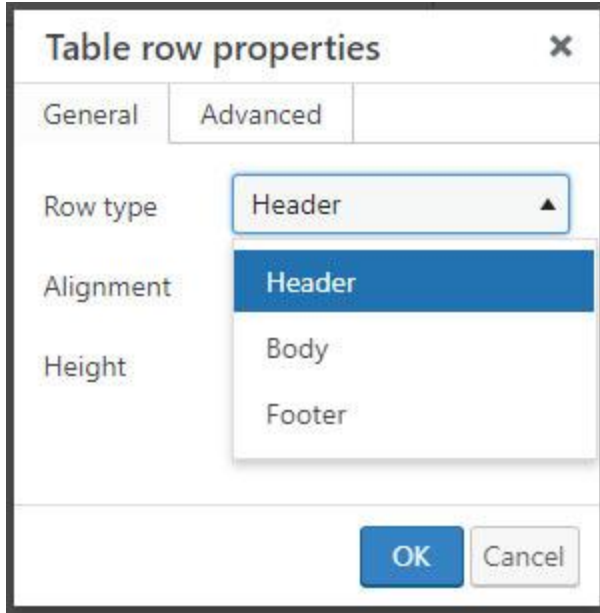 Table row properties
General Advanced
Row type Header
Alignment Header
Body
Height
Footer
OK Cancel